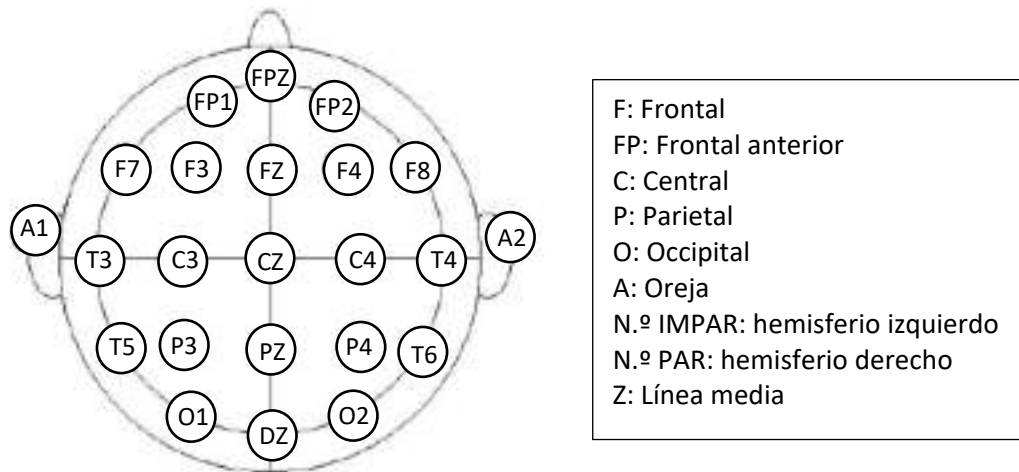 FPZ
FP1 FP2
F7 F3 FZ F4 F8
A1 A2
T3 C3 CZ C4 T4
T5 P3 PZ P4 T6
O1 O2
DZ
F: Frontal
FP: Frontal anterior
C: Central
P: Parietal
O: Occipital
A: Oreja
N.º IMPAR: hemisferio izquierdo
N.º PAR: hemisferio derecho
Z: Línea media